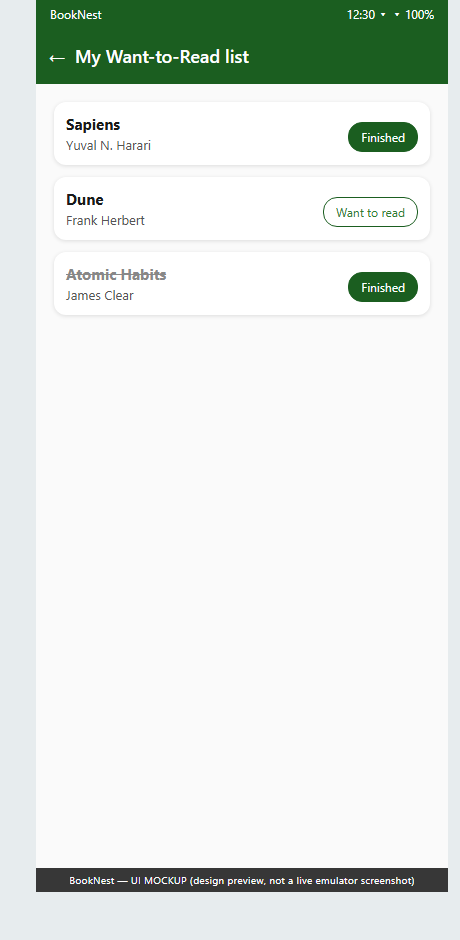 BookNest 12:30 100%
← My Want-to-Read list
Sapiens
Yuval N. Harari
Finished
Dune
Frank Herbert
Want to read
Atomic Habits
James Clear
Finished
BookNest — UI MOCKUP (design preview, not a live emulator screenshot)